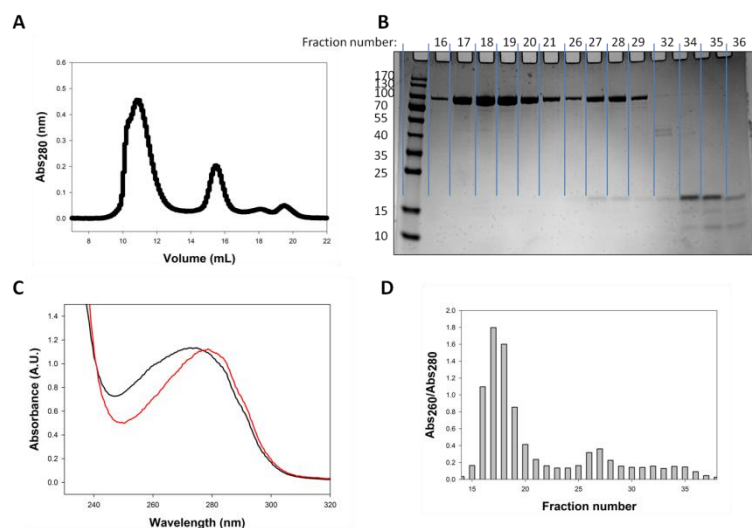 A
Abs280 (nm)
0.6
0.5
0.4
0.3
0.2
0.1
0.0
8 10 12 14 16 18 20 22
Volume (mL)
B
Fraction number: 16 17 18 19 20 21 26 27 28 29 32 34 35 36
170
130
100
70
55
40
35
25
15
10
C
Absorbance (A.U.)
1.4
1.2
1.0
0.8
0.6
0.4
0.2
0.0
240 260 280 300 320
Wavelength (nm)
D
Abs260/Abs280
2.0
1.8
1.6
1.4
1.2
1.0
0.8
0.6
0.4
0.2
0.0
15 20 25 30 35
Fraction number